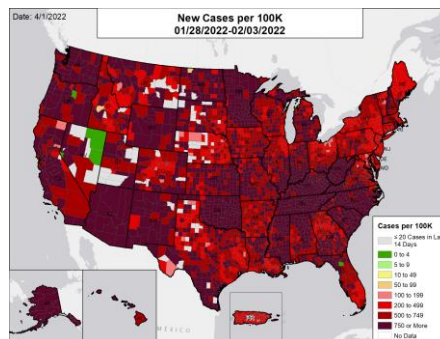 Date: 4/1/2022
New Cases per 100K
01/28/2022-02/03/2022
Cases per 100K
≤ 20 Cases in Las
14 Days
0 to 4
5 to 9
10 to 49
50 to 99
100 to 199
200 to 499
500 to 749
750 or More
No Data
MÉXICO